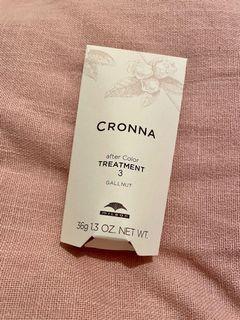 CRONNA
after Color
TREATMENT
3
GALLNUT
MILBON
36g 1.3 OZ. NET WT.